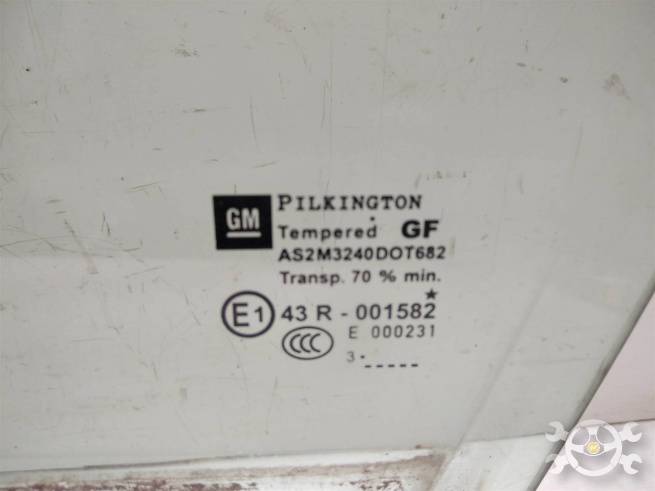 GM
PILKINGTON
Tempered GF
AS2M3240DOT682
Transp. 70 % min.
E1 43 R - 001582
CCC E 000231
3